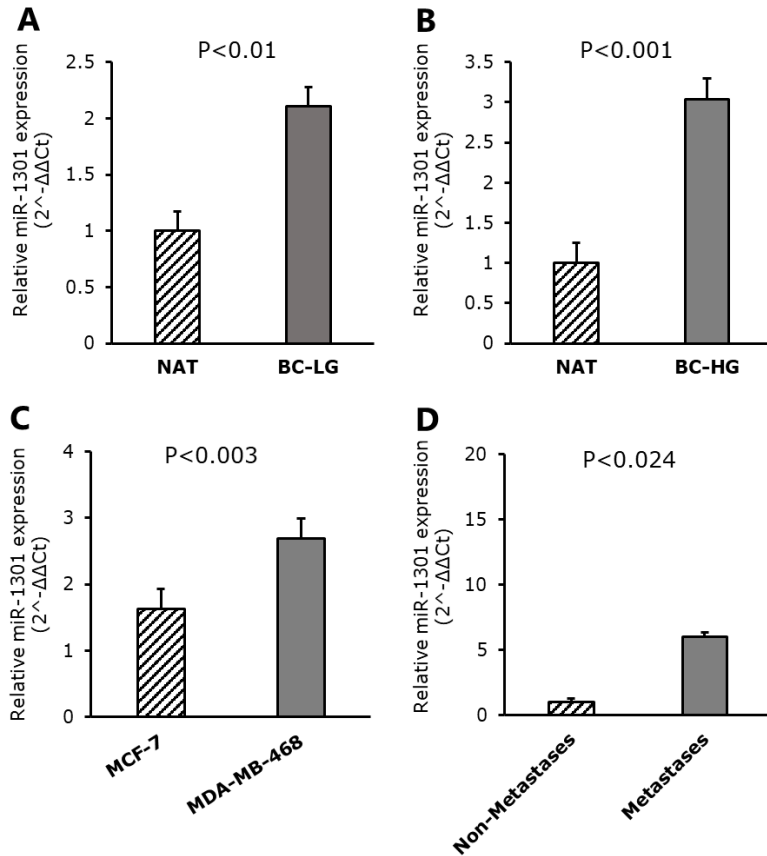 A
P<0.01
Relative miR-1301 expression
(2^-ΔΔCt)
2.5
2
1.5
1
0.5
0
NAT BC-LG
B
P<0.001
Relative miR-1301 expression
(2^-ΔΔCt)
3.5
3
2.5
2
1.5
1
0.5
0
NAT BC-HG
C
P<0.003
Relative miR-1301 expression
(2^-ΔΔCt)
4
3
2
1
0
MCF-7
MDA-MB-468
D
P<0.024
Relative miR-1301 expression
(2^-ΔΔCt)
20
15
10
5
0
Non-Metastases
Metastases